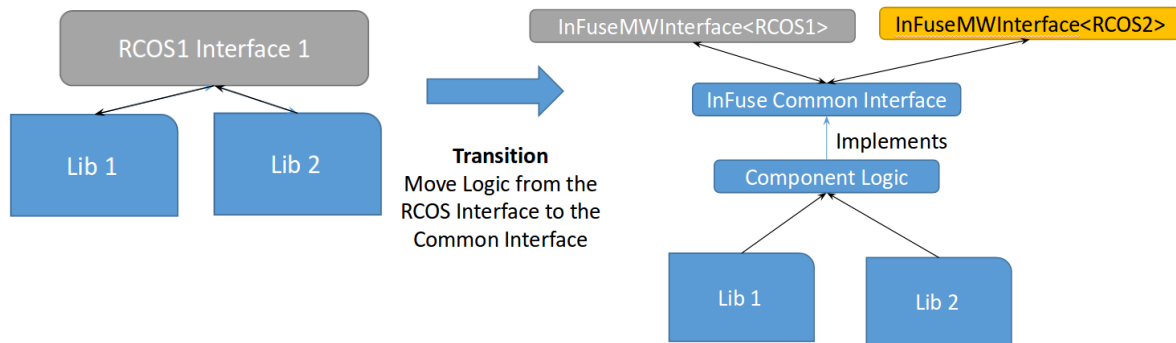 RCOS1 Interface 1
Lib 1
Lib 2
Transition
Move Logic from the
RCOS Interface to the
Common Interface
InFuseMWInterface<RCOS1>
InFuseMWInterface<RCOS2>
InFuse Common Interface
Implements
Component Logic
Lib 1
Lib 2